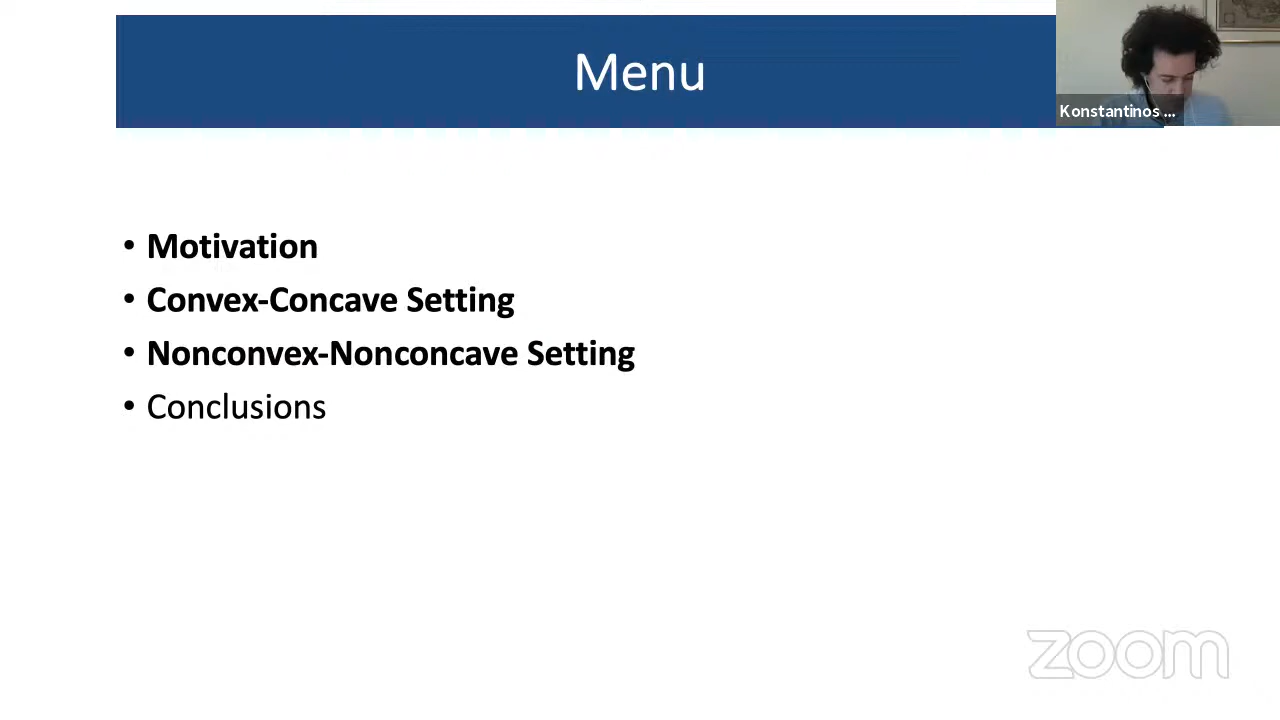 Menu
Konstantinos ...
• Motivation
• Convex-Concave Setting
• Nonconvex-Nonconcave Setting
• Conclusions
zoom